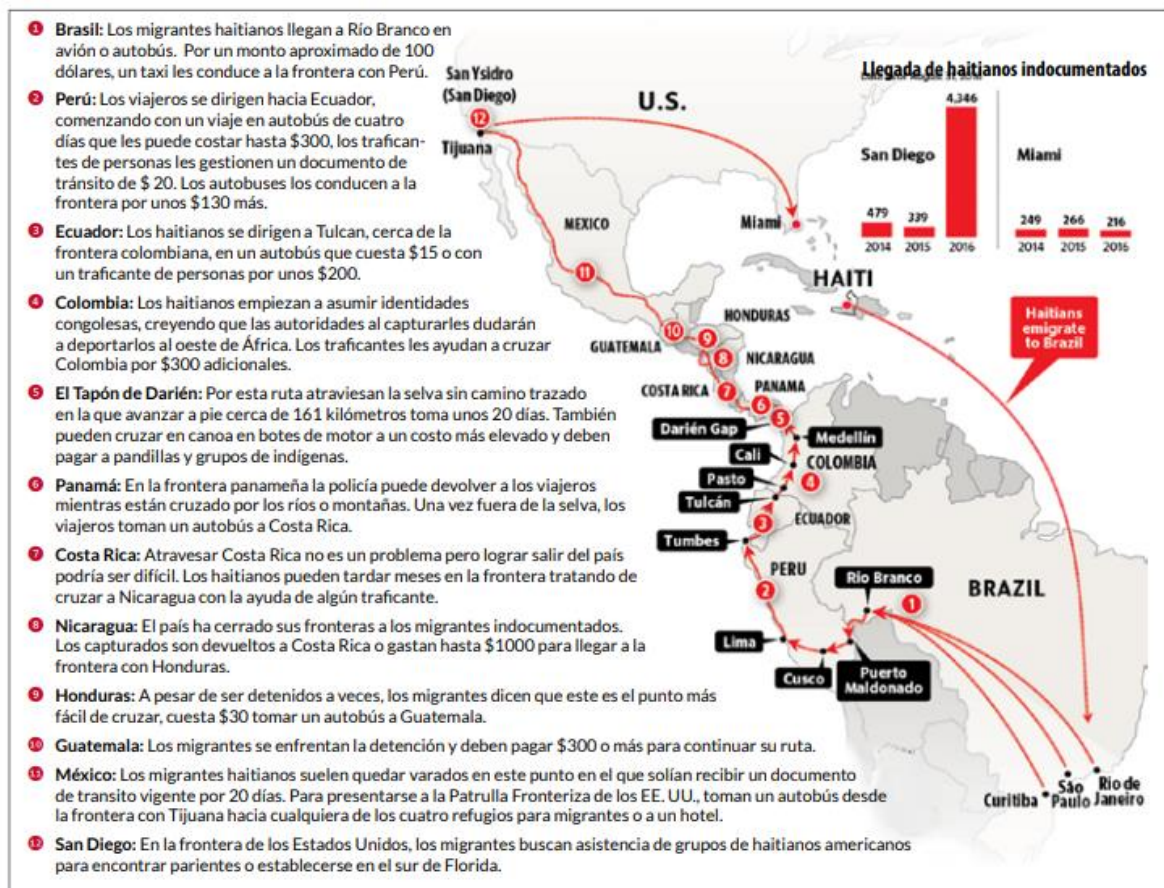 1 Brasil: Los migrantes haitianos llegan a Río Branco en
avión o autobús. Por un monto aproximado de 100
dólares, un taxi les conduce a la frontera con Perú.
2 Perú: Los viajeros se dirigen hacia Ecuador,
comenzando con un viaje en autobús de cuatro
días que les puede costar hasta $300, los trafican-
tes de personas les gestionen un documento de
tránsito de $ 20. Los autobuses los conducen a la
frontera por unos $130 más.
3 Ecuador: Los haitianos se dirigen a Tulcan, cerca de la
frontera colombiana, en un autobús que cuesta $15 o con
un traficante de personas por unos $200.
4 Colombia: Los haitianos empiezan a asumir identidades
congolesas, creyendo que las autoridades al capturarles dudarán
a deportarlos al oeste de África. Los traficantes les ayudan a cruzar
Colombia por $300 adicionales.
5 El Tapón de Darién: Por esta ruta atraviesan la selva sin camino trazado
en la que avanzar a pie cerca de 161 kilómetros toma unos 20 días. También
pueden cruzar en canoa en botes de motor a un costo más elevado y deben
pagar a pandillas y grupos de indígenas.
6 Panamá: En la frontera panameña la policía puede devolver a los viajeros
mientras están cruzado por los ríos o montañas. Una vez fuera de la selva, los
viajeros toman un autobús a Costa Rica.
7 Costa Rica: Atravesar Costa Rica no es un problema pero lograr salir del país
podría ser difícil. Los haitianos pueden tardar meses en la frontera tratando de
cruzar a Nicaragua con la ayuda de algún traficante.
8 Nicaragua: El país ha cerrado sus fronteras a los migrantes indocumentados.
Los capturados son devueltos a Costa Rica o gastan hasta $1000 para llegar a la
frontera con Honduras.
9 Honduras: A pesar de ser detenidos a veces, los migrantes dicen que este es el punto más
fácil de cruzar, cuesta $30 tomar un autobús a Guatemala.
10 Guatemala: Los migrantes se enfrentan la detención y deben pagar $300 o más para continuar su ruta.
11 México: Los migrantes haitianos suelen quedar varados en este punto en el que solían recibir un documento
de transito vigente por 20 días. Para presentarse a la Patrulla Fronteriza de los EE. UU., toman un autobús desde
la frontera con Tijuana hacia cualquiera de los cuatro refugios para migrantes o a un hotel.
12 San Diego: En la frontera de los Estados Unidos, los migrantes buscan asistencia de grupos de haitianos americanos
para encontrar parientes o establecerse en el sur de Florida.
Llegada de haitianos indocumentados
4,346
San Diego
Miami
479
339
249
266
216
2014
2015
2016
2014
2015
2016
San Ysidro
(San Diego)
U.S.
12
Tijuana
Miami
MEXICO
11
HAITI
Haitians
emigrate
to Brazil
HONDURAS
10
9
GUATEMALA
8
NICARAGUA
COSTA RICA
7
PANAMA
6
5
Darién Gap
Medellín
Cali
COLOMBIA
4
Pasto
Tulcán
3
ECUADOR
Tumbes
PERU
2
Río Branco
1
BRAZIL
Lima
Cusco
Puerto
Maldonado
Curitiba
São
Paulo
Rio de
Janeiro